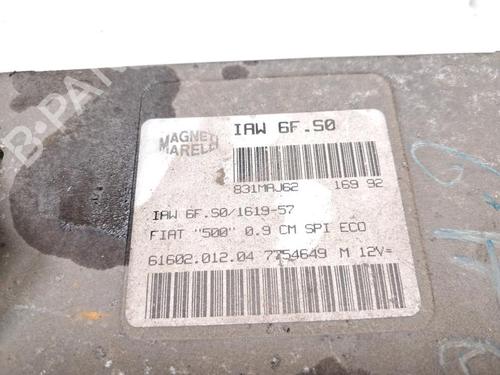 MAGNETI MARELLI
IAW 6F.S0
831MAJ62 169 92
IAW 6F.S0/1619-57
FIAT "500" 0.9 CM SPI ECO
61602.012.04 7754649 M 12V=
B-PARTS